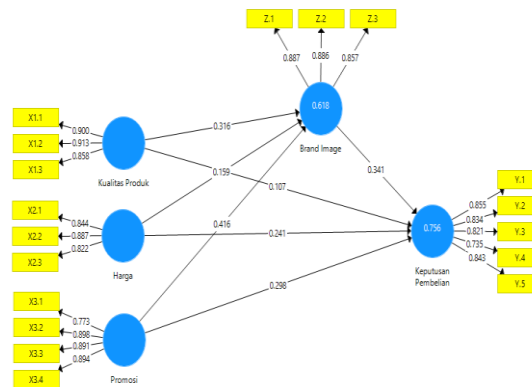 Z.1 Z.2 Z.3
0.887 0.886 0.857
0.618
Brand Image
X1.1
X1.2
X1.3
0.900
0.913
0.858
Kualitas Produk
0.316
0.159
0.416
0.107
0.241
0.298
0.341
X2.1
X2.2
X2.3
0.844
0.887
0.822
Harga
X3.1
X3.2
X3.3
X3.4
0.773
0.898
0.891
0.894
Promosi
0.756
Keputusan
Pembelian
0.855
0.834
0.821
0.735
0.843
Y.1
Y.2
Y.3
Y.4
Y.5